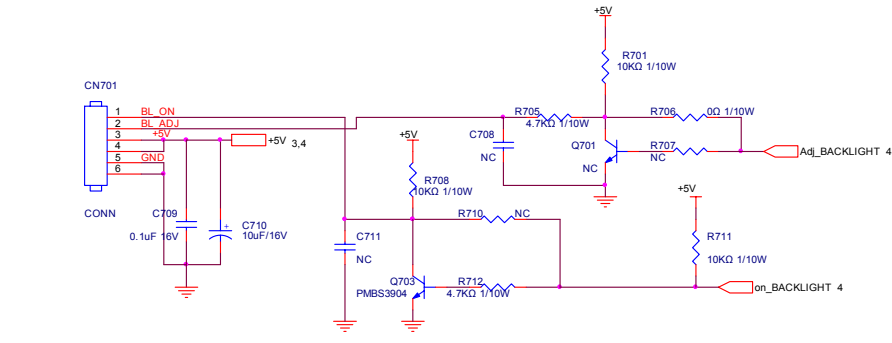 +5V
R701
10KΩ 1/10W
CN701
1 BL_ON
2 BL_ADJ
3 +5V
4
5 GND
6
+5V 3,4
CONN
R705
4.7KΩ 1/10W
R706 0Ω 1/10W
C708
NC
Q701
NC
R707
NC
Adj_BACKLIGHT 4
+5V
R708
10KΩ 1/10W
+5V
C709
0.1uF 16V
+
C710
10uF/16V
R710 NC
C711
NC
R711
10KΩ 1/10W
Q703
PMBS3904
R712
4.7KΩ 1/10W
on_BACKLIGHT 4